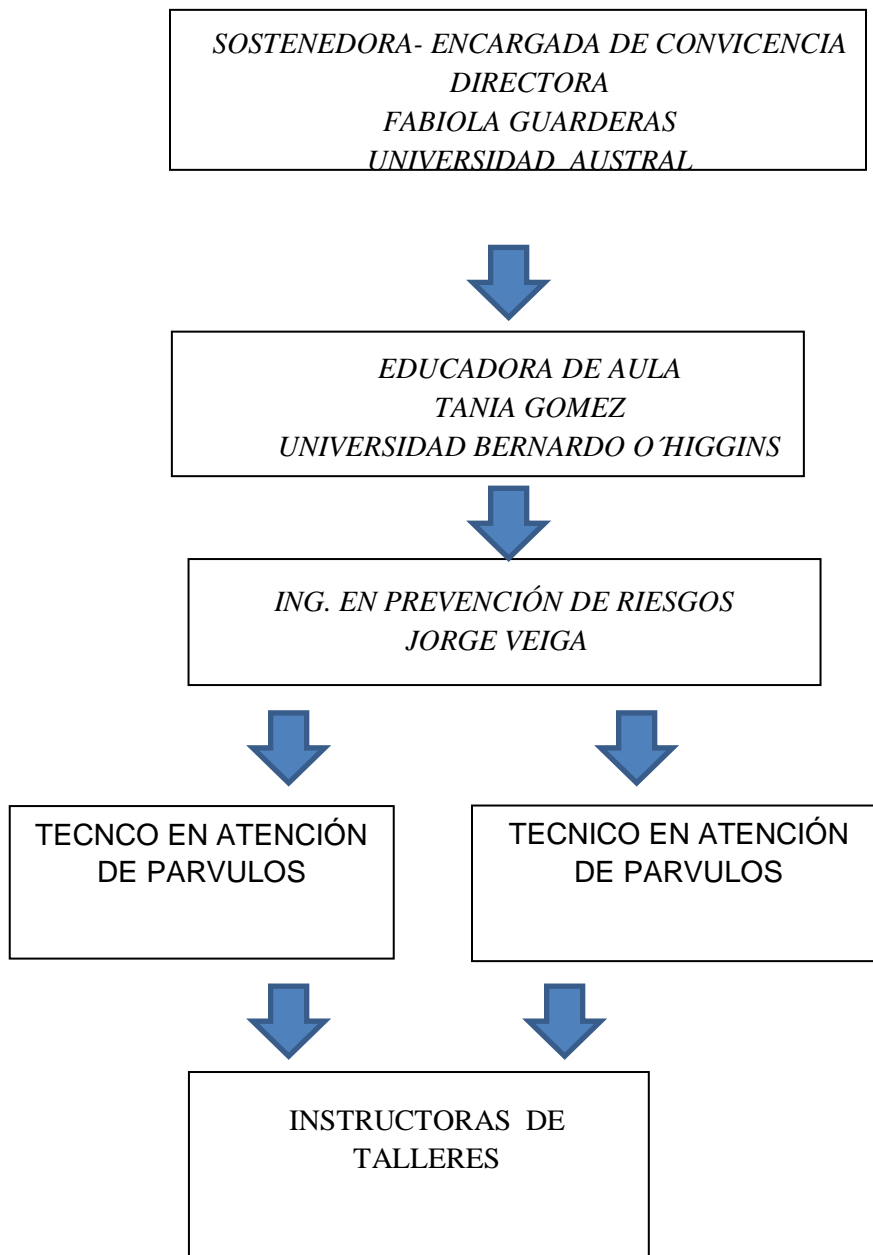 SOSTENEDORA- ENCARGADA DE CONVICENCIA
DIRECTORA
FABIOLA GUARDERAS
UNIVERSIDAD AUSTRAL
EDUCADORA DE AULA
TANIA GOMEZ
UNIVERSIDAD BERNARDO O´HIGGINS
ING. EN PREVENCIÓN DE RIESGOS
JORGE VEIGA
TECNCO EN ATENCIÓN
DE PARVULOS
TECNICO EN ATENCIÓN
DE PARVULOS
INSTRUCTORAS DE
TALLERES